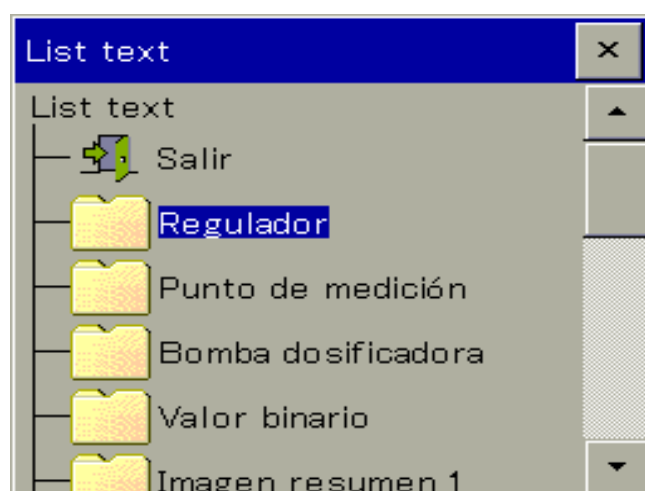 List text
List text
Salir
Regulador
Punto de medición
Bomba dosificadora
Valor binario
Imagen resumen 1